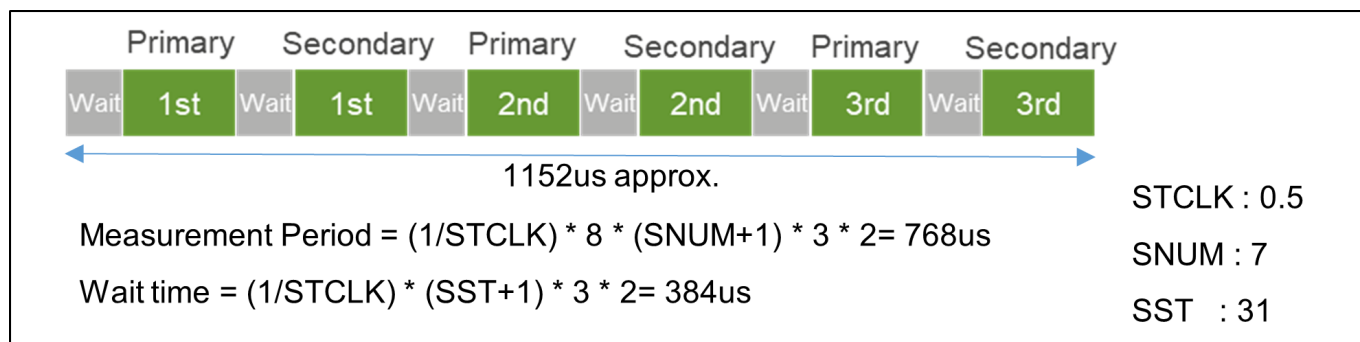 Primary Secondary Primary Secondary Primary Secondary
Wait 1st Wait 1st Wait 2nd Wait 2nd Wait 3rd Wait 3rd
1152us approx.
Measurement Period = (1/STCLK) * 8 * (SNUM+1) * 3 * 2= 768us
Wait time = (1/STCLK) * (SST+1) * 3 * 2= 384us
STCLK : 0.5
SNUM : 7
SST : 31